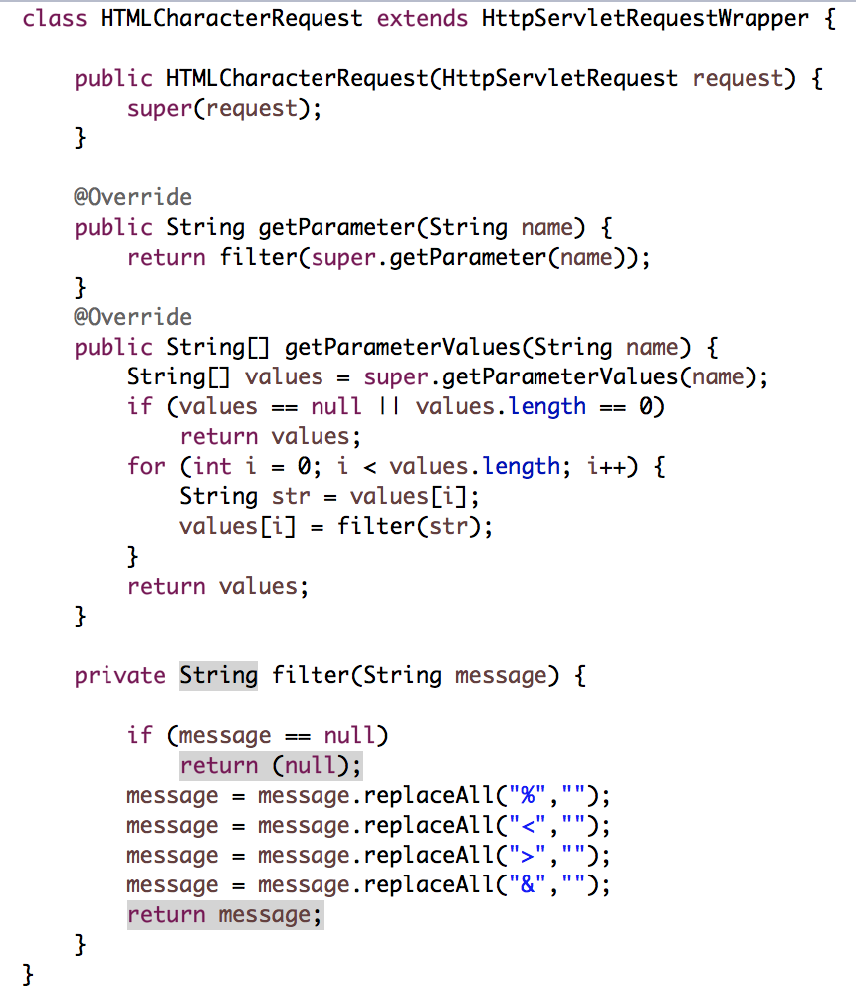 class HTMLCharacterRequest extends HttpServletRequestWrapper {
public HTMLCharacterRequest(HttpServletRequest request) {
super(request);
}
@Override
public String getParameter(String name) {
return filter(super.getParameter(name));
}
@Override
public String[] getParameterValues(String name) {
String[] values = super.getParameterValues(name);
if (values == null || values.length == 0)
return values;
for (int i = 0; i < values.length; i++) {
String str = values[i];
values[i] = filter(str);
}
return values;
}
private String filter(String message) {
if (message == null)
return (null);
message = message.replaceAll("%","");
message = message.replaceAll("<","");
message = message.replaceAll(">","");
message = message.replaceAll("&","");
return message;
}
}